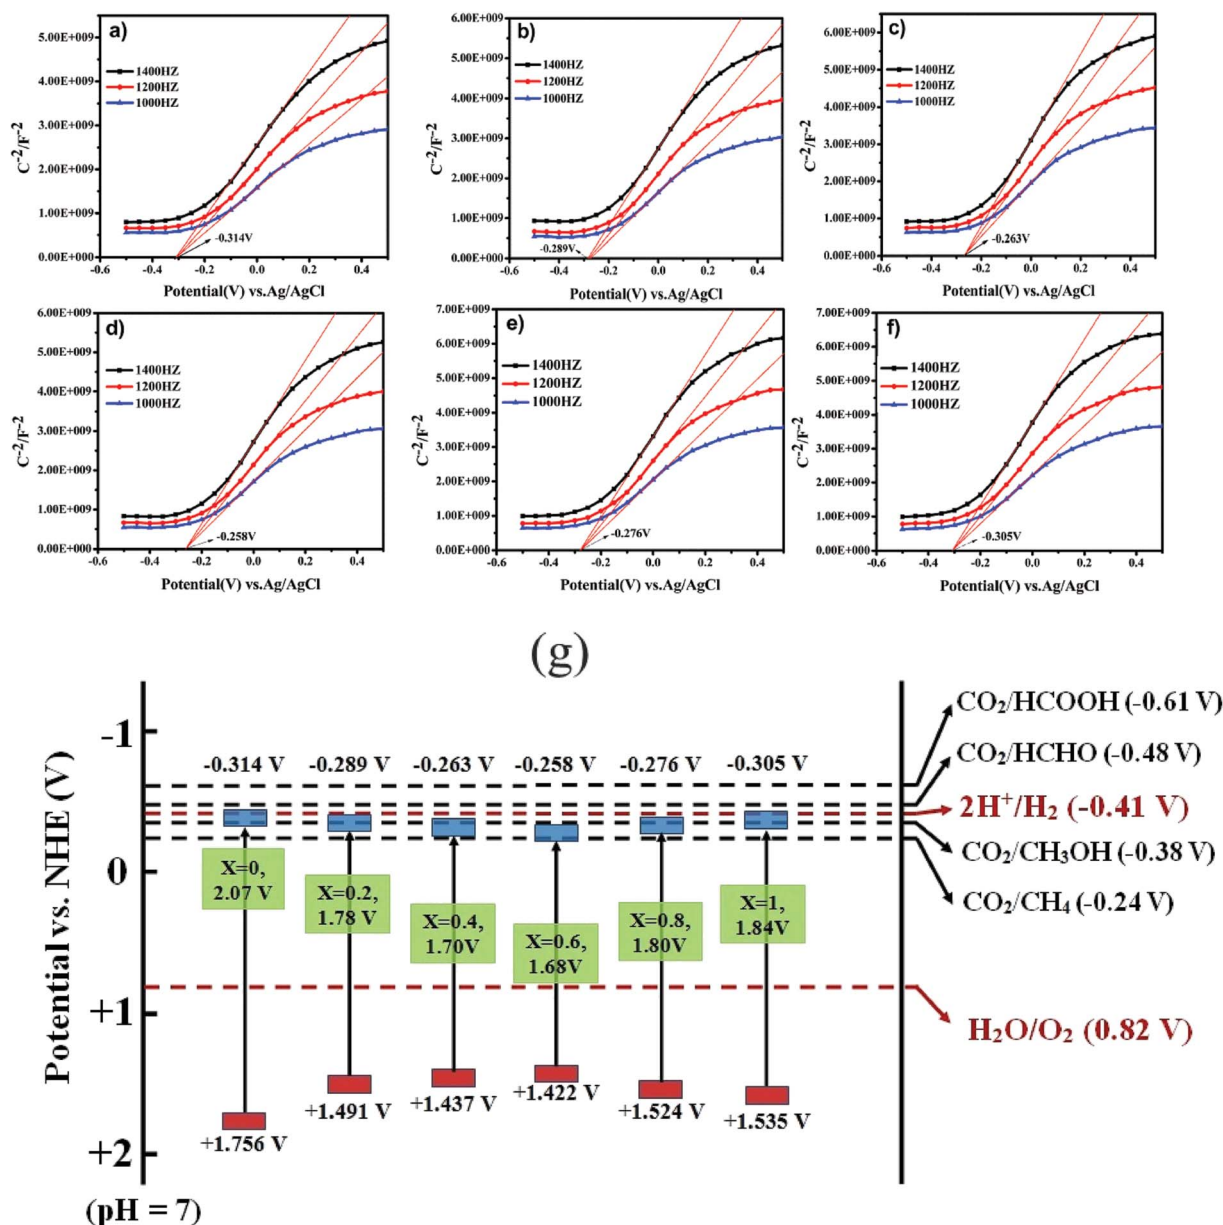 a)
1400HZ
1200HZ
1000HZ
5.00E+009
4.00E+009
3.00E+009
2.00E+009
1.00E+009
0.00E+000
C⁻²/F⁻²
-0.314V
-0.6 -0.4 -0.2 0.0 0.2 0.4
Potential(V) vs.Ag/AgCl
b)
1400HZ
1200HZ
1000HZ
6.00E+009
5.00E+009
4.00E+009
3.00E+009
2.00E+009
1.00E+009
0.00E+000
C⁻²/F⁻²
-0.289V
-0.6 -0.4 -0.2 0.0 0.2 0.4
Potential(V) vs.Ag/AgCl
c)
1400HZ
1200HZ
1000HZ
6.00E+009
5.00E+009
4.00E+009
3.00E+009
2.00E+009
1.00E+009
0.00E+000
C⁻²/F⁻²
-0.263V
-0.6 -0.4 -0.2 0.0 0.2 0.4
Potential(V) vs.Ag/AgCl
d)
1400HZ
1200HZ
1000HZ
6.00E+009
5.00E+009
4.00E+009
3.00E+009
2.00E+009
1.00E+009
0.00E+000
C⁻²/F⁻²
-0.258V
-0.6 -0.4 -0.2 0.0 0.2 0.4
Potential(V) vs.Ag/AgCl
e)
1400HZ
1200HZ
1000HZ
7.00E+009
6.00E+009
5.00E+009
4.00E+009
3.00E+009
2.00E+009
1.00E+009
0.00E+000
C⁻²/F⁻²
-0.276V
-0.6 -0.4 -0.2 0.0 0.2 0.4
Potential(V) vs.Ag/AgCl
f)
1400HZ
1200HZ
1000HZ
7.00E+009
6.00E+009
5.00E+009
4.00E+009
3.00E+009
2.00E+009
1.00E+009
0.00E+000
C⁻²/F⁻²
-0.305V
-0.6 -0.4 -0.2 0.0 0.2 0.4
Potential(V) vs.Ag/AgCl
(g)
Potential vs. NHE (V)
-1
0
+1
+2
(pH = 7)
-0.314 V -0.289 V -0.263 V -0.258 V -0.276 V -0.305 V
X=0,
2.07 V
X=0.2,
1.78 V
X=0.4,
1.70V
X=0.6,
1.68V
X=0.8,
1.80V
X=1,
1.84V
+1.756 V +1.491 V +1.437 V +1.422 V +1.524 V +1.535 V
CO₂/HCOOH (-0.61 V)
CO₂/HCHO (-0.48 V)
2H⁺/H₂ (-0.41 V)
CO₂/CH₃OH (-0.38 V)
CO₂/CH₄ (-0.24 V)
H₂O/O₂ (0.82 V)